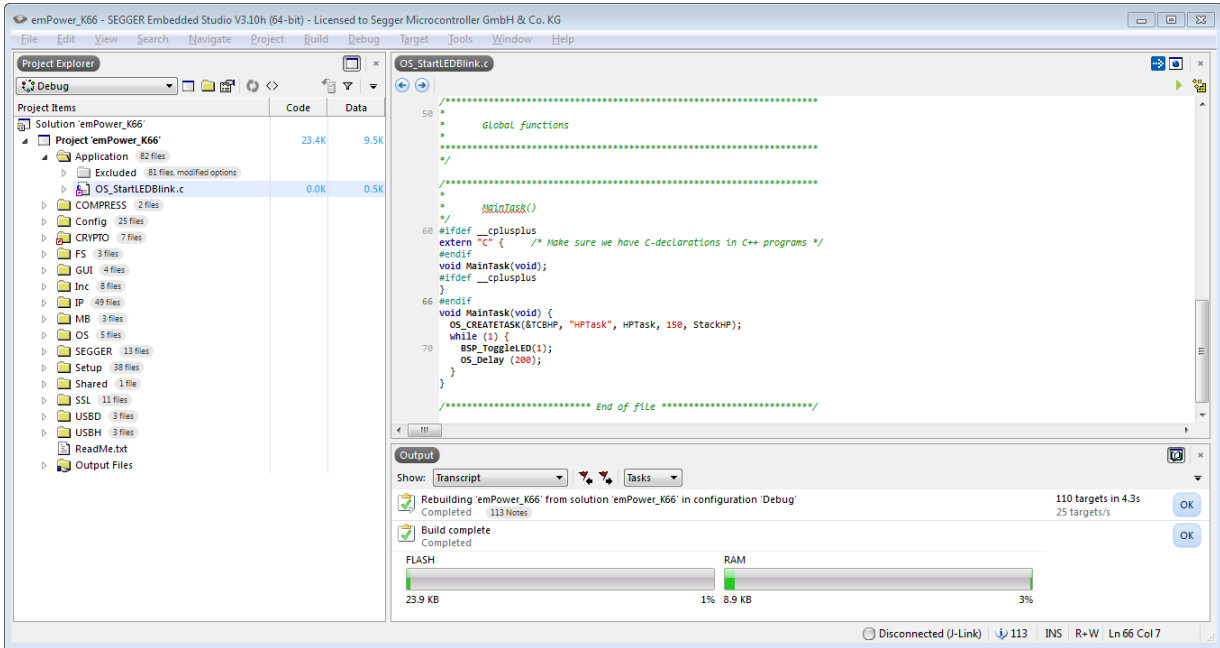 emPower_K66 - SEGGER Embedded Studio V3.10h (64-bit) - Licensed to Segger Microcontroller GmbH & Co. KG
File Edit View Search Navigate Project Build Debug Target Tools Window Help
Project Explorer
Debug
Project Items Code Data
Solution 'emPower_K66'
Project 'emPower_K66' 23.4K 9.5K
Application 82 files
Excluded 81 files, modified options
OS_StartLEDBlink.c 0.0K 0.5K
COMPRESS 2 files
Config 25 files
CRYPTO 7 files
FS 3 files
GUI 4 files
Inc 8 files
IP 49 files
MB 3 files
OS 5 files
SEGGER 13 files
Setup 38 files
Shared 1 file
SSL 11 files
USBD 3 files
USBH 3 files
ReadMe.txt
Output Files
OS_StartLEDBlink.c
/*********************************************************************
50 *
*       Global functions
*
**********************************************************************
*/
/*********************************************************************
*
*       MainTask()
*/
60 #ifdef __cplusplus
extern "C" {     /* Make sure we have C-declarations in C++ programs */
#endif
void MainTask(void);
#ifdef __cplusplus
}
66 #endif
void MainTask(void) {
OS_CREATETASK(&TCBHP, "HPTask", HPTask, 150, StackHP);
while (1) {
70 BSP_ToggleLED(1);
OS_Delay (200);
}
}
/*************************** End of file ****************************/
Output
Show: Transcript Tasks
Rebuilding 'emPower_K66' from solution 'emPower_K66' in configuration 'Debug' 110 targets in 4.3s OK
Completed 113 Notes 25 targets/s
Build complete OK
Completed
FLASH RAM
23.9 KB 1% 8.9 KB 3%
Disconnected (J-Link) 113 INS R+W Ln 66 Col 7